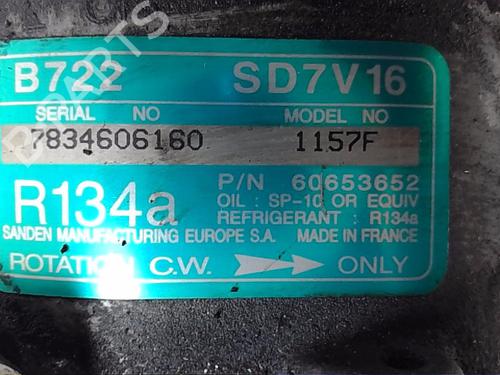 B722 SD7V16
SERIAL NO MODEL NO
7834606160 1157F
R134a P/N 60653652
OIL : SP-10 OR EQUIV
REFRIGERANT : R134a
SANDEN MANUFACTURING EUROPE S.A. MADE IN FRANCE
ROTATION C.W. ONLY